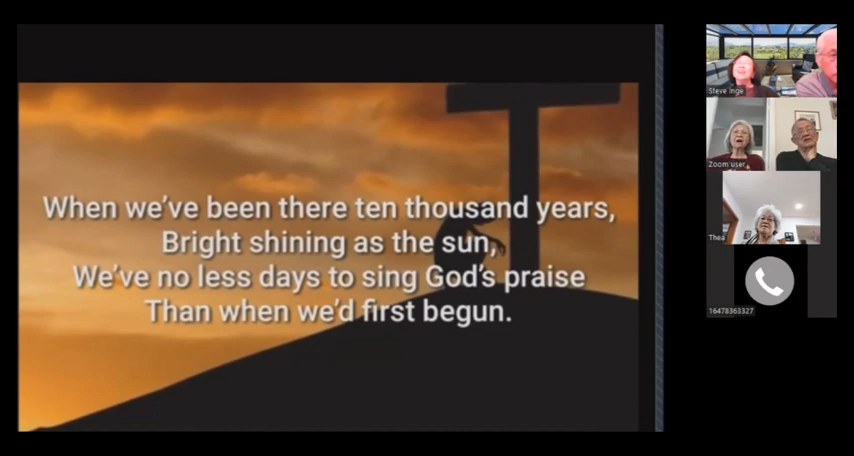 When we've been there ten thousand years,
Bright shining as the sun,
We've no less days to sing God's praise
Than when we'd first begun.
Steve Inge
Zoom user
Thea
16478363327